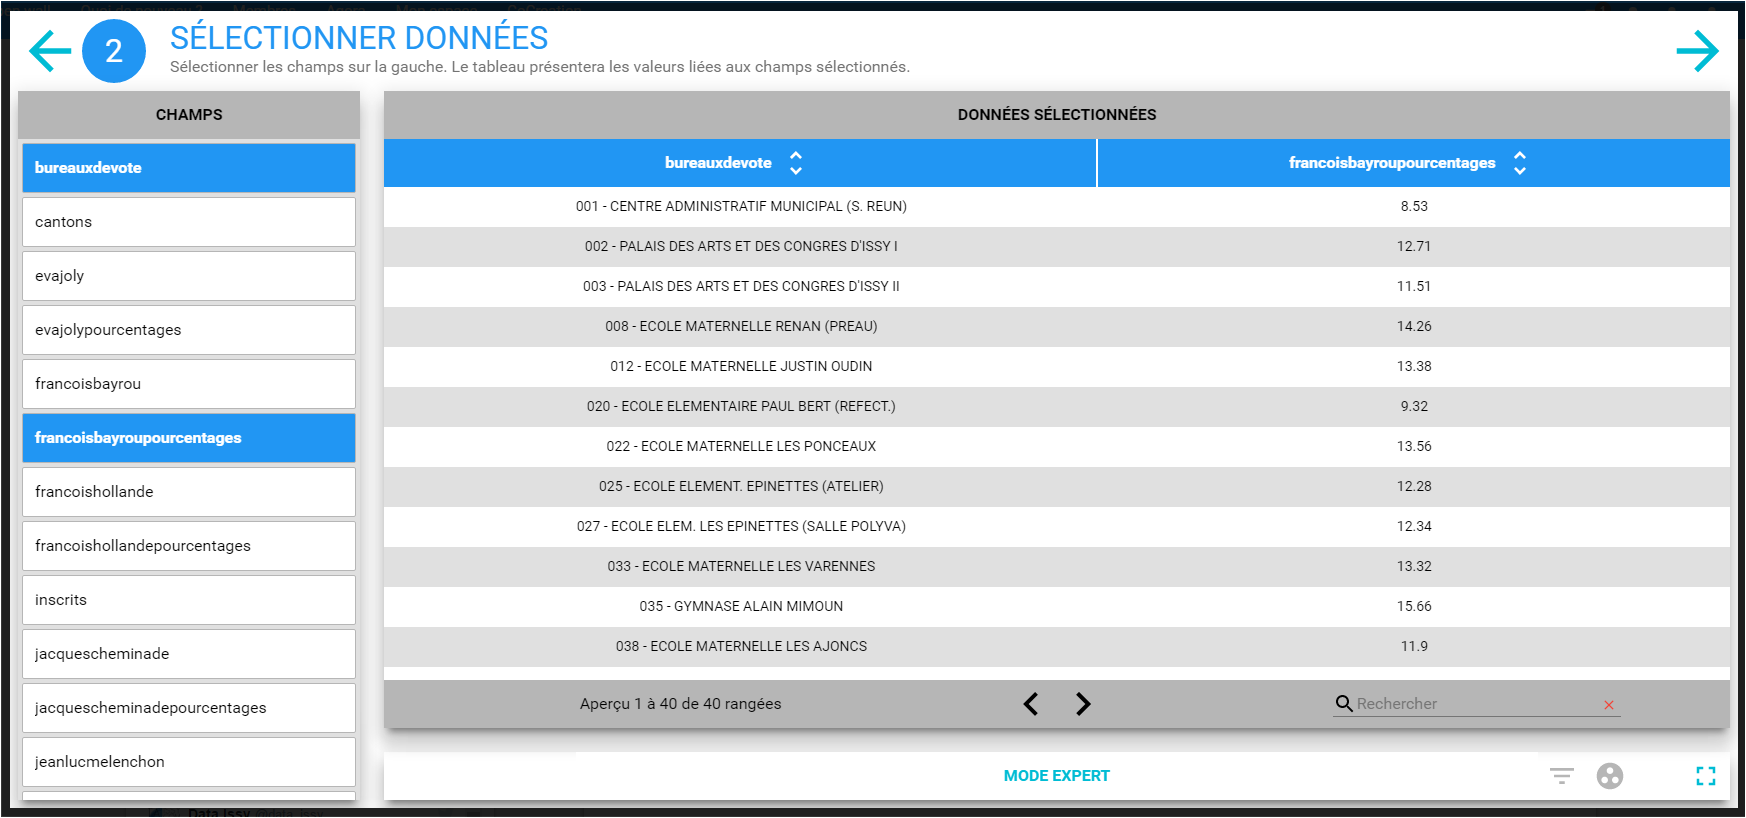 2
SÉLECTIONNER DONNÉES
Sélectionner les champs sur la gauche. Le tableau présentera les valeurs liées aux champs sélectionnés.
CHAMPS
bureauxdevote
cantons
evajoly
evajolypourcentages
francoisbayrou
francoisbayroupourcentages
francoishollande
francoishollandepourcentages
inscrits
jacquescheminade
jacquescheminadepourcentages
jeanlucmelenchon
DONNÉES SÉLECTIONNÉES
bureauxdevote francoisbayroupourcentages
001 - CENTRE ADMINISTRATIF MUNICIPAL (S. REUN) 8.53
002 - PALAIS DES ARTS ET DES CONGRES D'ISSY I 12.71
003 - PALAIS DES ARTS ET DES CONGRES D'ISSY II 11.51
008 - ECOLE MATERNELLE RENAN (PREAU) 14.26
012 - ECOLE MATERNELLE JUSTIN OUDIN 13.38
020 - ECOLE ELEMENTAIRE PAUL BERT (REFECT.) 9.32
022 - ECOLE MATERNELLE LES PONCEAUX 13.56
025 - ECOLE ELEMENT. EPINETTES (ATELIER) 12.28
027 - ECOLE ELEM. LES EPINETTES (SALLE POLYVA) 12.34
033 - ECOLE MATERNELLE LES VARENNES 13.32
035 - GYMNASE ALAIN MIMOUN 15.66
038 - ECOLE MATERNELLE LES AJONCS 11.9
Aperçu 1 à 40 de 40 rangées
Rechercher
MODE EXPERT
Data Issy @data_issy